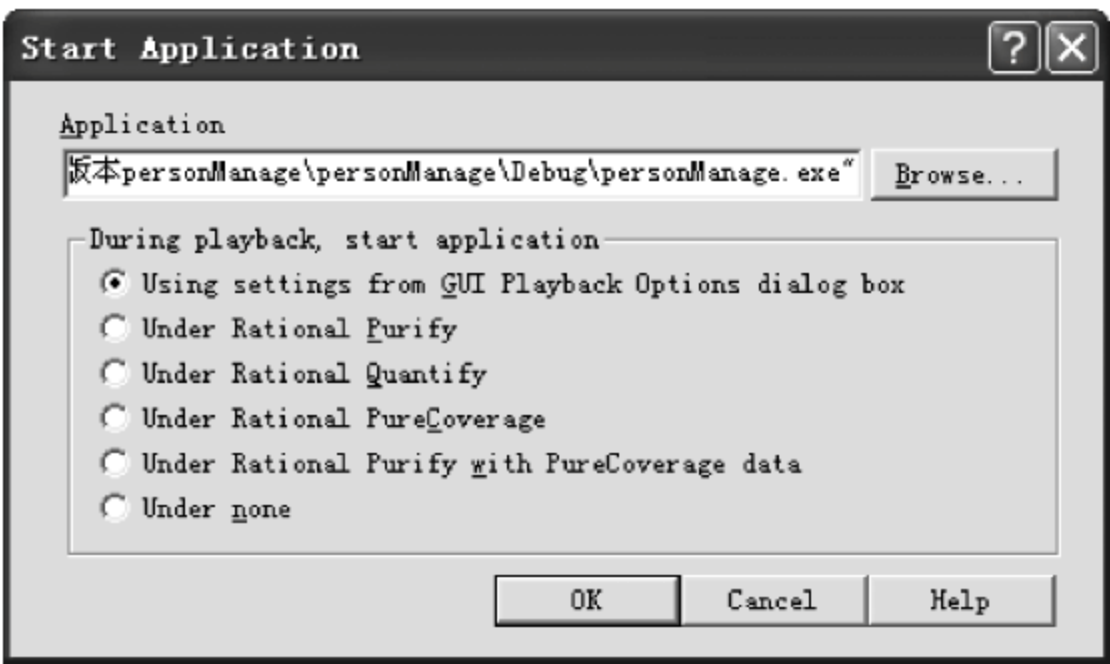 Start Application
Application
版本personManage\personManage\Debug\personManage.exe"
Browse...
During playback, start application
Using settings from GUI Playback Options dialog box
Under Rational Purify
Under Rational Quantify
Under Rational PureCoverage
Under Rational Purify with PureCoverage data
Under none
OK Cancel Help